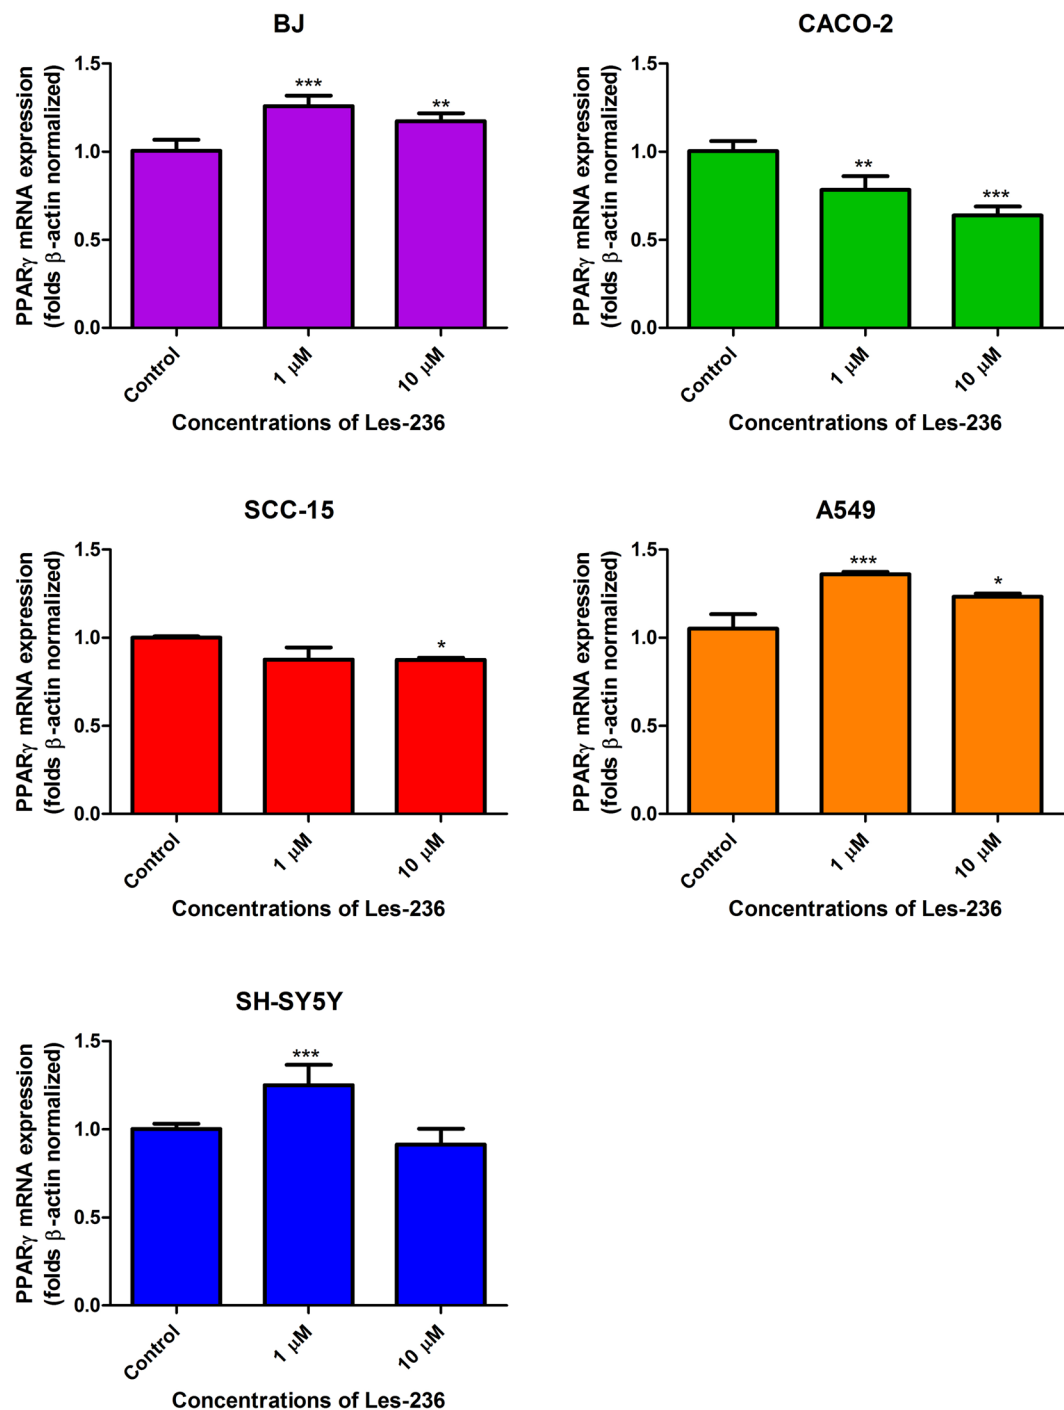 BJ
PPARγ mRNA expression
(folds β-actin normalized)
1.5
1.0
0.5
0.0
***
**
Control
1 μM
10 μM
Concentrations of Les-236
CACO-2
PPARγ mRNA expression
(folds β-actin normalized)
1.5
1.0
0.5
0.0
**
***
Control
1 μM
10 μM
Concentrations of Les-236
SCC-15
PPARγ mRNA expression
(folds β-actin normalized)
1.5
1.0
0.5
0.0
*
Control
1 μM
10 μM
Concentrations of Les-236
A549
PPARγ mRNA expression
(folds β-actin normalized)
1.5
1.0
0.5
0.0
***
*
Control
1 μM
10 μM
Concentrations of Les-236
SH-SY5Y
PPARγ mRNA expression
(folds β-actin normalized)
1.5
1.0
0.5
0.0
***
Control
1 μM
10 μM
Concentrations of Les-236